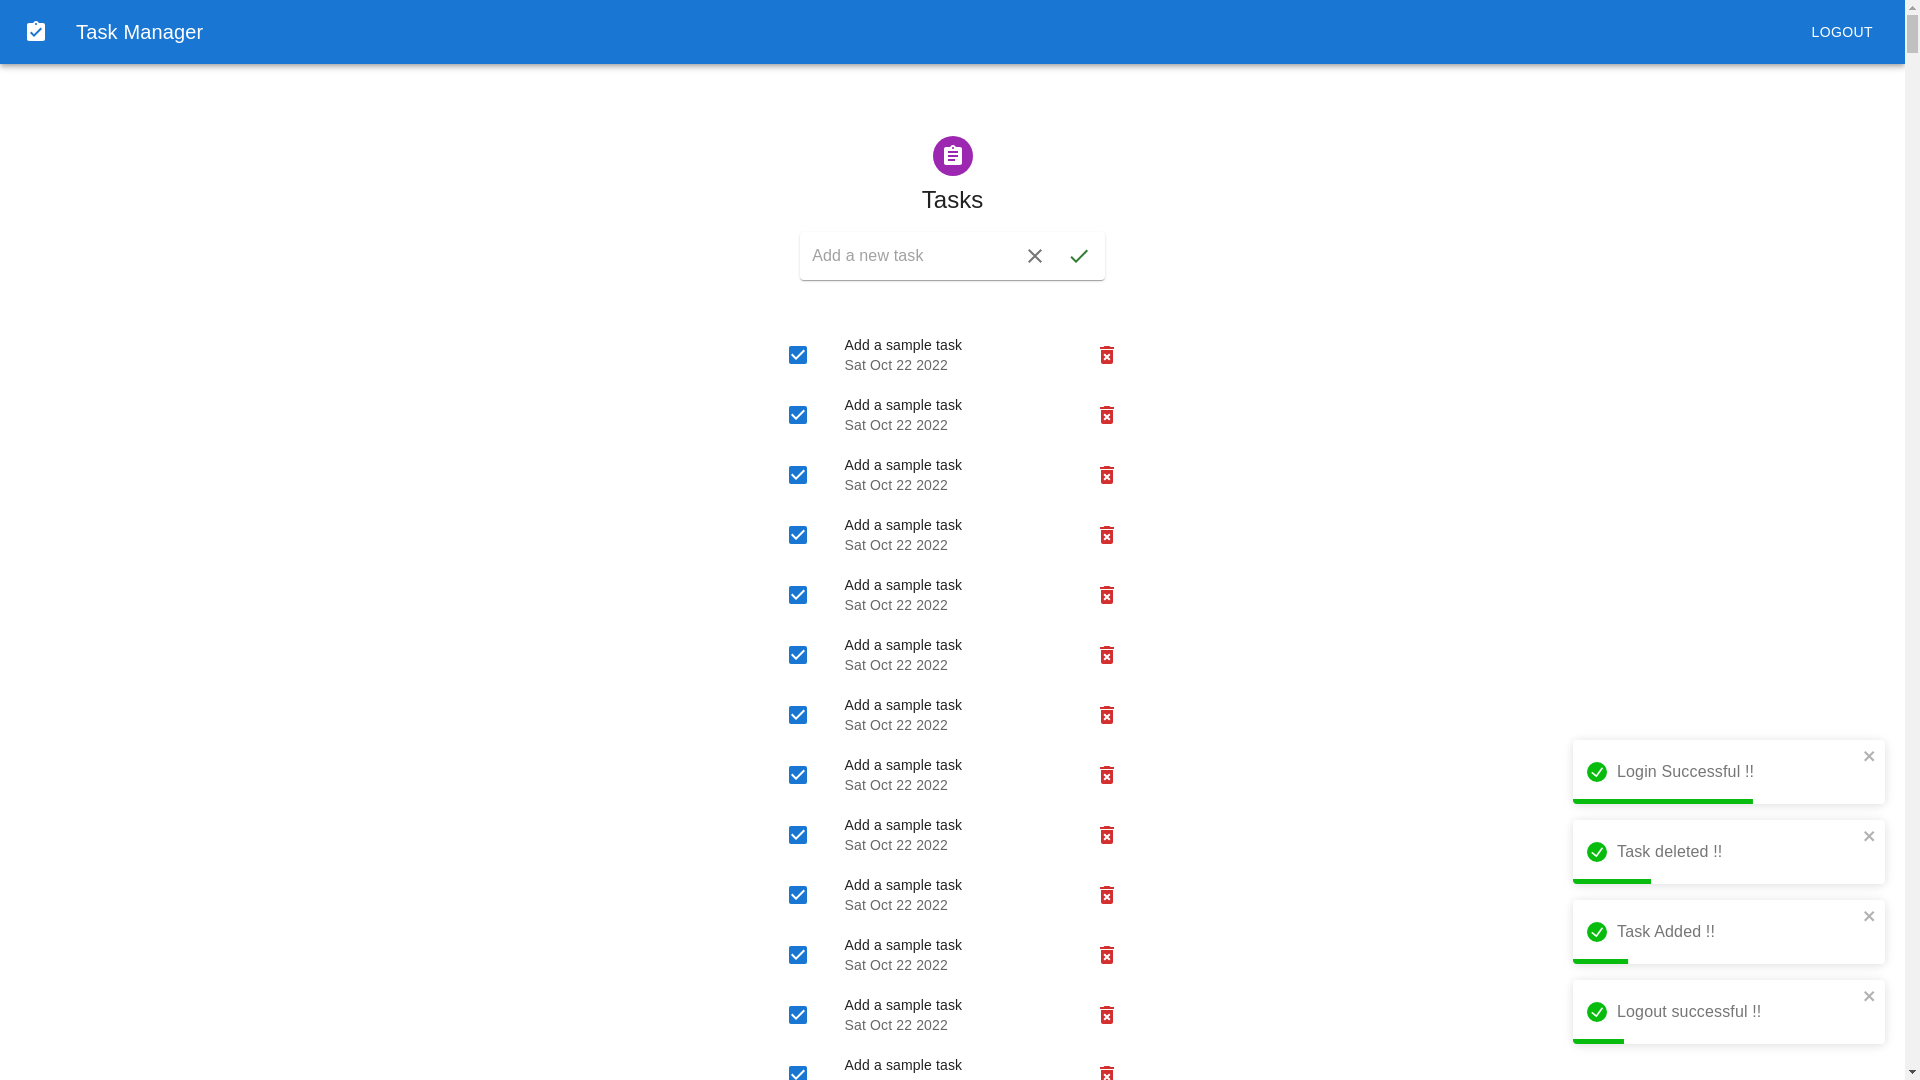 Task Manager
LOGOUT
Tasks
Add a new task
Add a sample task
Sat Oct 22 2022
Add a sample task
Sat Oct 22 2022
Add a sample task
Sat Oct 22 2022
Add a sample task
Sat Oct 22 2022
Add a sample task
Sat Oct 22 2022
Add a sample task
Sat Oct 22 2022
Add a sample task
Sat Oct 22 2022
Add a sample task
Sat Oct 22 2022
Add a sample task
Sat Oct 22 2022
Add a sample task
Sat Oct 22 2022
Add a sample task
Sat Oct 22 2022
Add a sample task
Sat Oct 22 2022
Add a sample task
Login Successful !!
Task deleted !!
Task Added !!
Logout successful !!